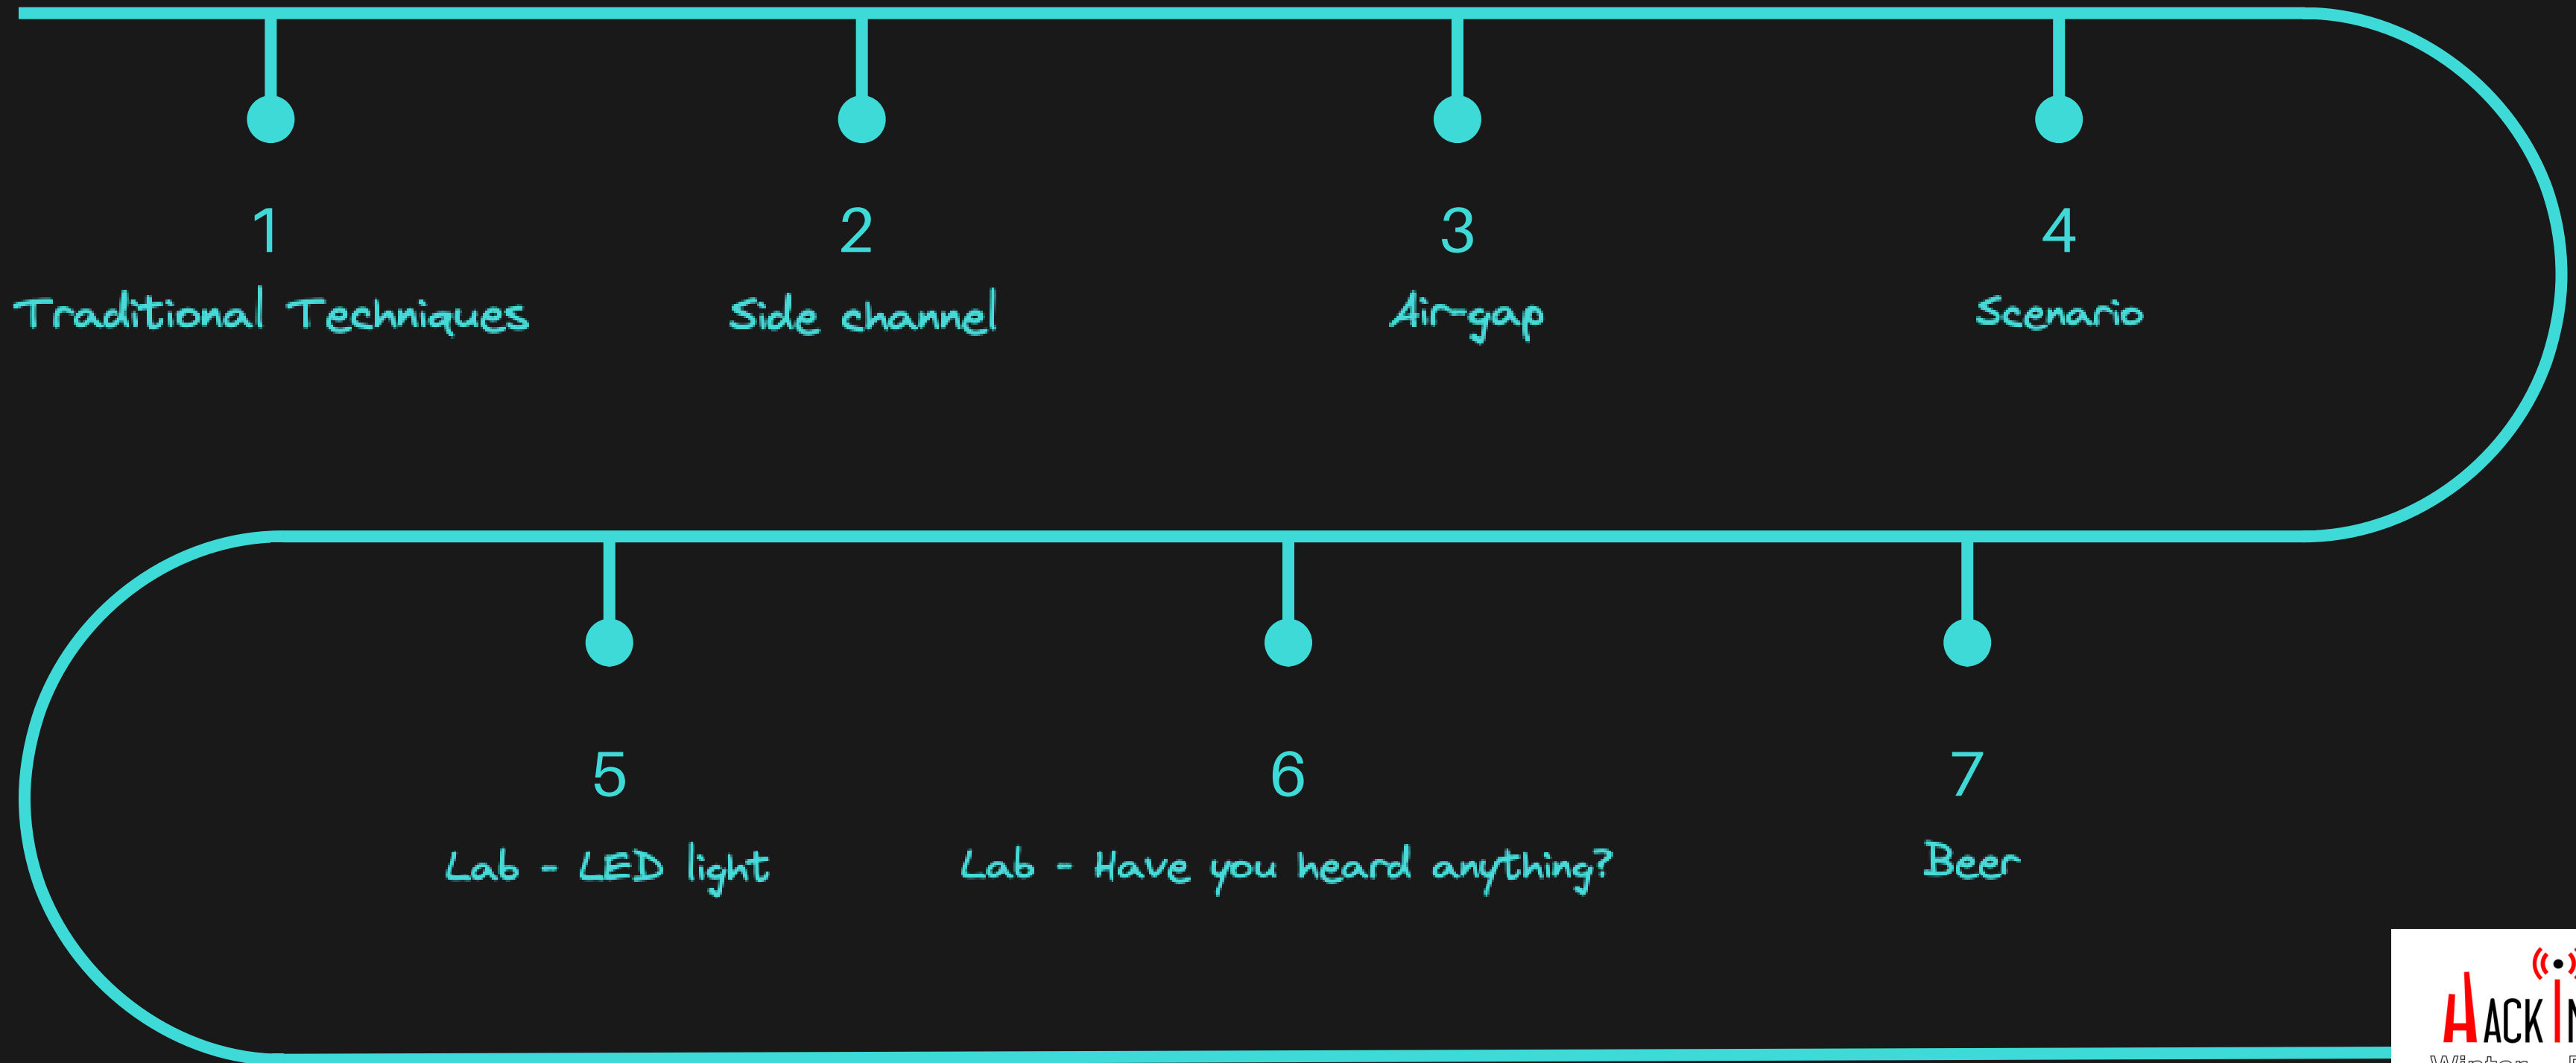 1
Traditional Techniques
2
Side channel
3
Air-gap
4
Scenario
5
Lab - LED light
6
Lab - Have you heard anything?
7
Beer